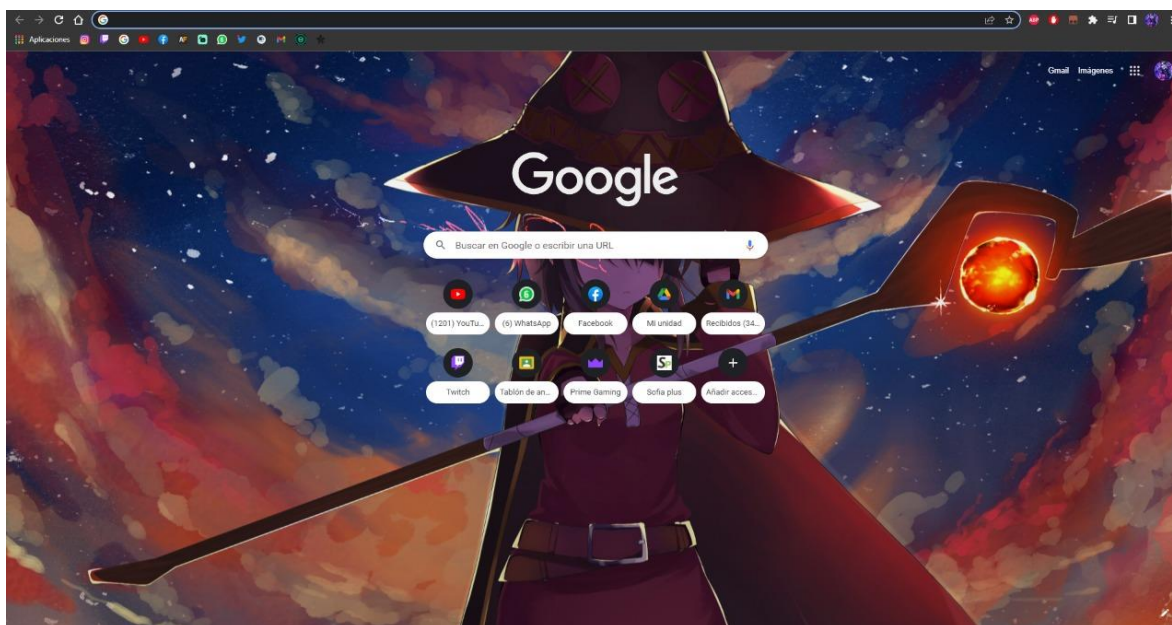 Aplicaciones
Gmail Imágenes
Google
Buscar en Google o escribir una URL
(1201) YouTu... (6) WhatsApp Facebook Mi unidad Recibidos (34...
Twitch Tablón de an... Prime Gaming Sofia plus Añadir acces...